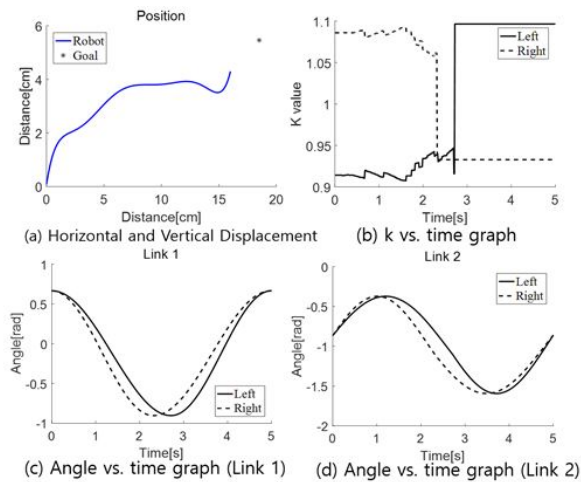 Position
6
4
2
0
0 5 10 15 20
Distance[cm]
Distance[cm]
Robot
* Goal
(a) Horizontal and Vertical Displacement
1.1
1.05
1
0.95
0.9
0 1 2 3 4 5
K value
Time[s]
Left
Right
(b) k vs. time graph
Link 1
1
0.5
0
-0.5
-1
0 1 2 3 4 5
Angle[rad]
Time[s]
Left
Right
(c) Angle vs. time graph (Link 1)
Link 2
0
-0.5
-1
-1.5
-2
0 1 2 3 4 5
Angle[rad]
Time[s]
Left
Right
(d) Angle vs. time graph (Link 2)